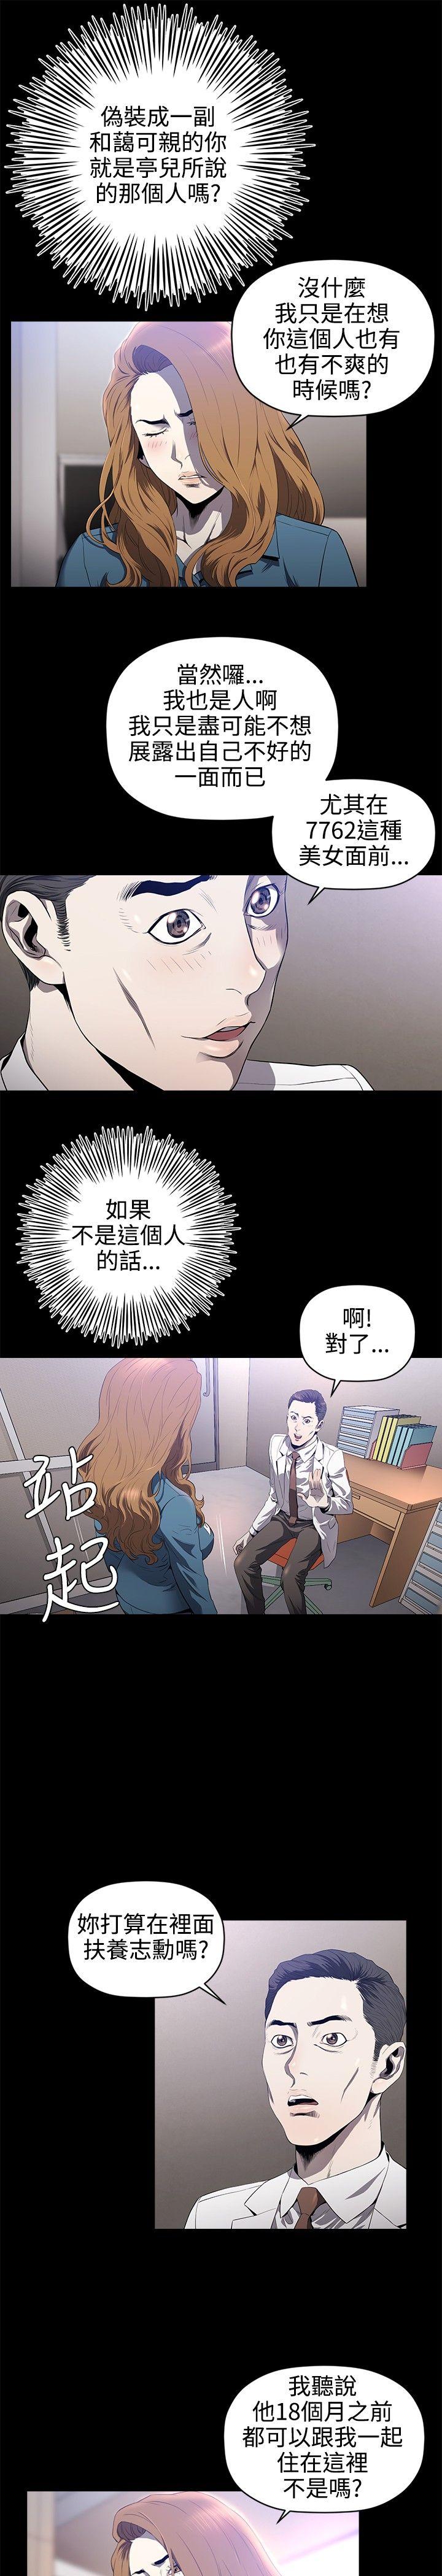 偽裝成一副
和藹可親的你
就是亭兒所說
的那個人嗎?
沒什麼
我只是在想
你這個人也有
也有不爽的
時候嗎?
當然囉...
我也是人啊
我只是盡可能不想
展露出自己不好的
一面而已
尤其在
7762這種
美女面前...
如果
不是這個人
的話...
啊!
對了...
站
起
妳打算在裡面
扶養志勳嗎?
我聽說
他18個月之前
都可以跟我一起
住在這裡
不是嗎?